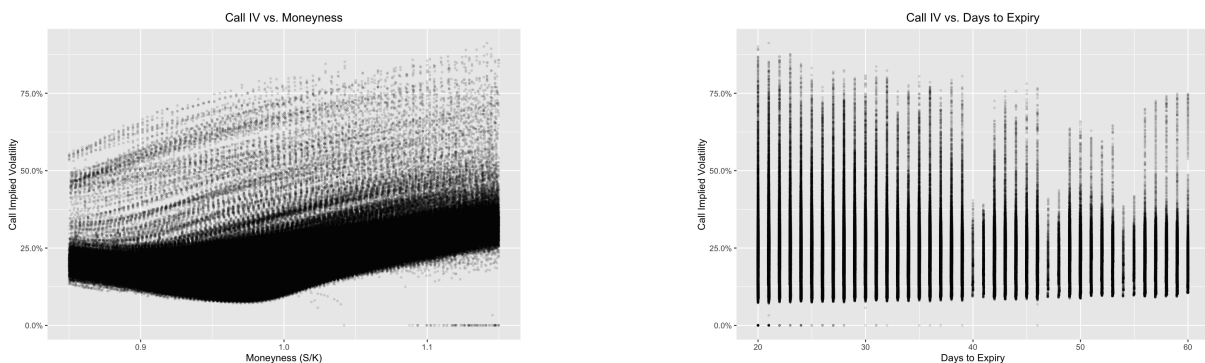 Call IV vs. Moneyness
Call Implied Volatility
75.0%
50.0%
25.0%
0.0%
0.9
1.0
1.1
Moneyness (S/K)
Call IV vs. Days to Expiry
Call Implied Volatility
75.0%
50.0%
25.0%
0.0%
20
30
40
50
60
Days to Expiry